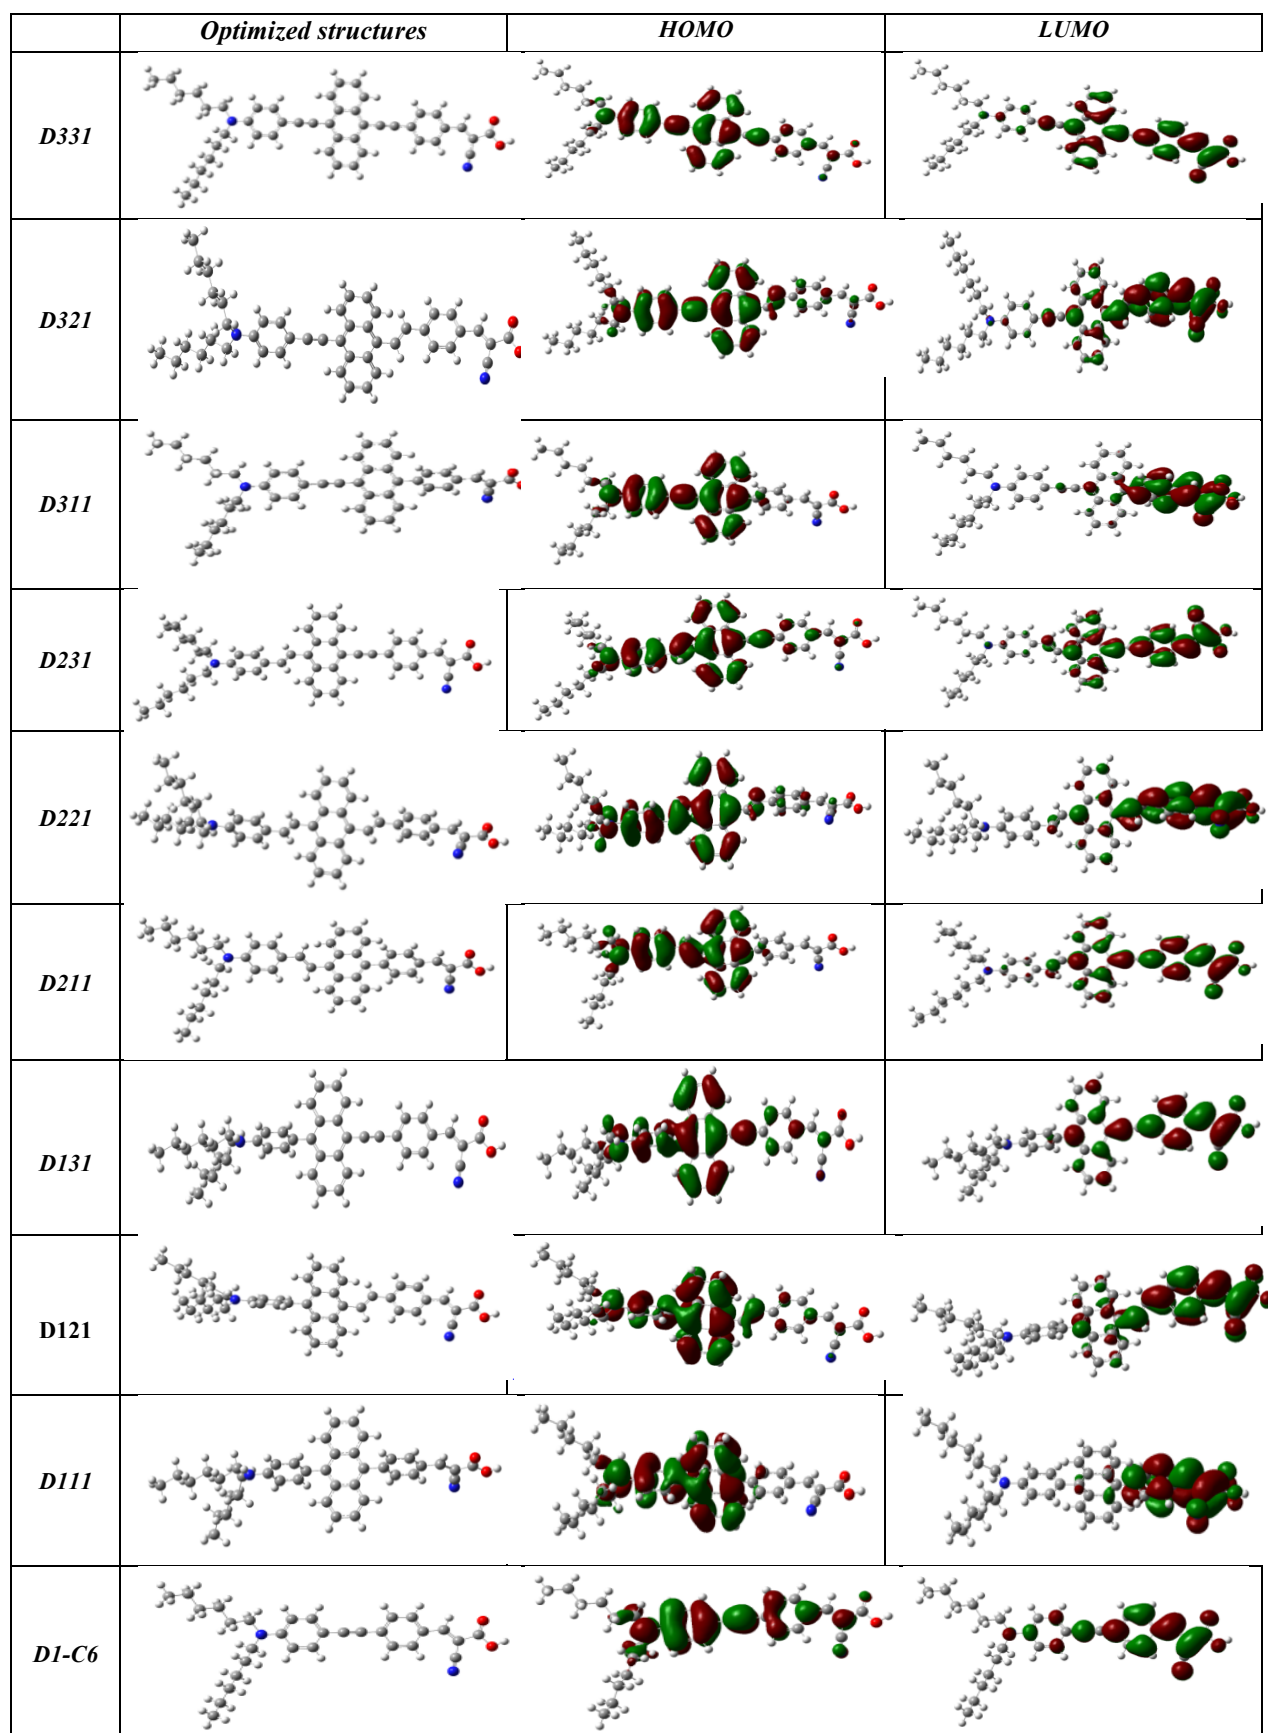 Optimized structures HOMO LUMO
D331
D321
D311
D231
D221
D211
D131
D121
D111
D1-C6